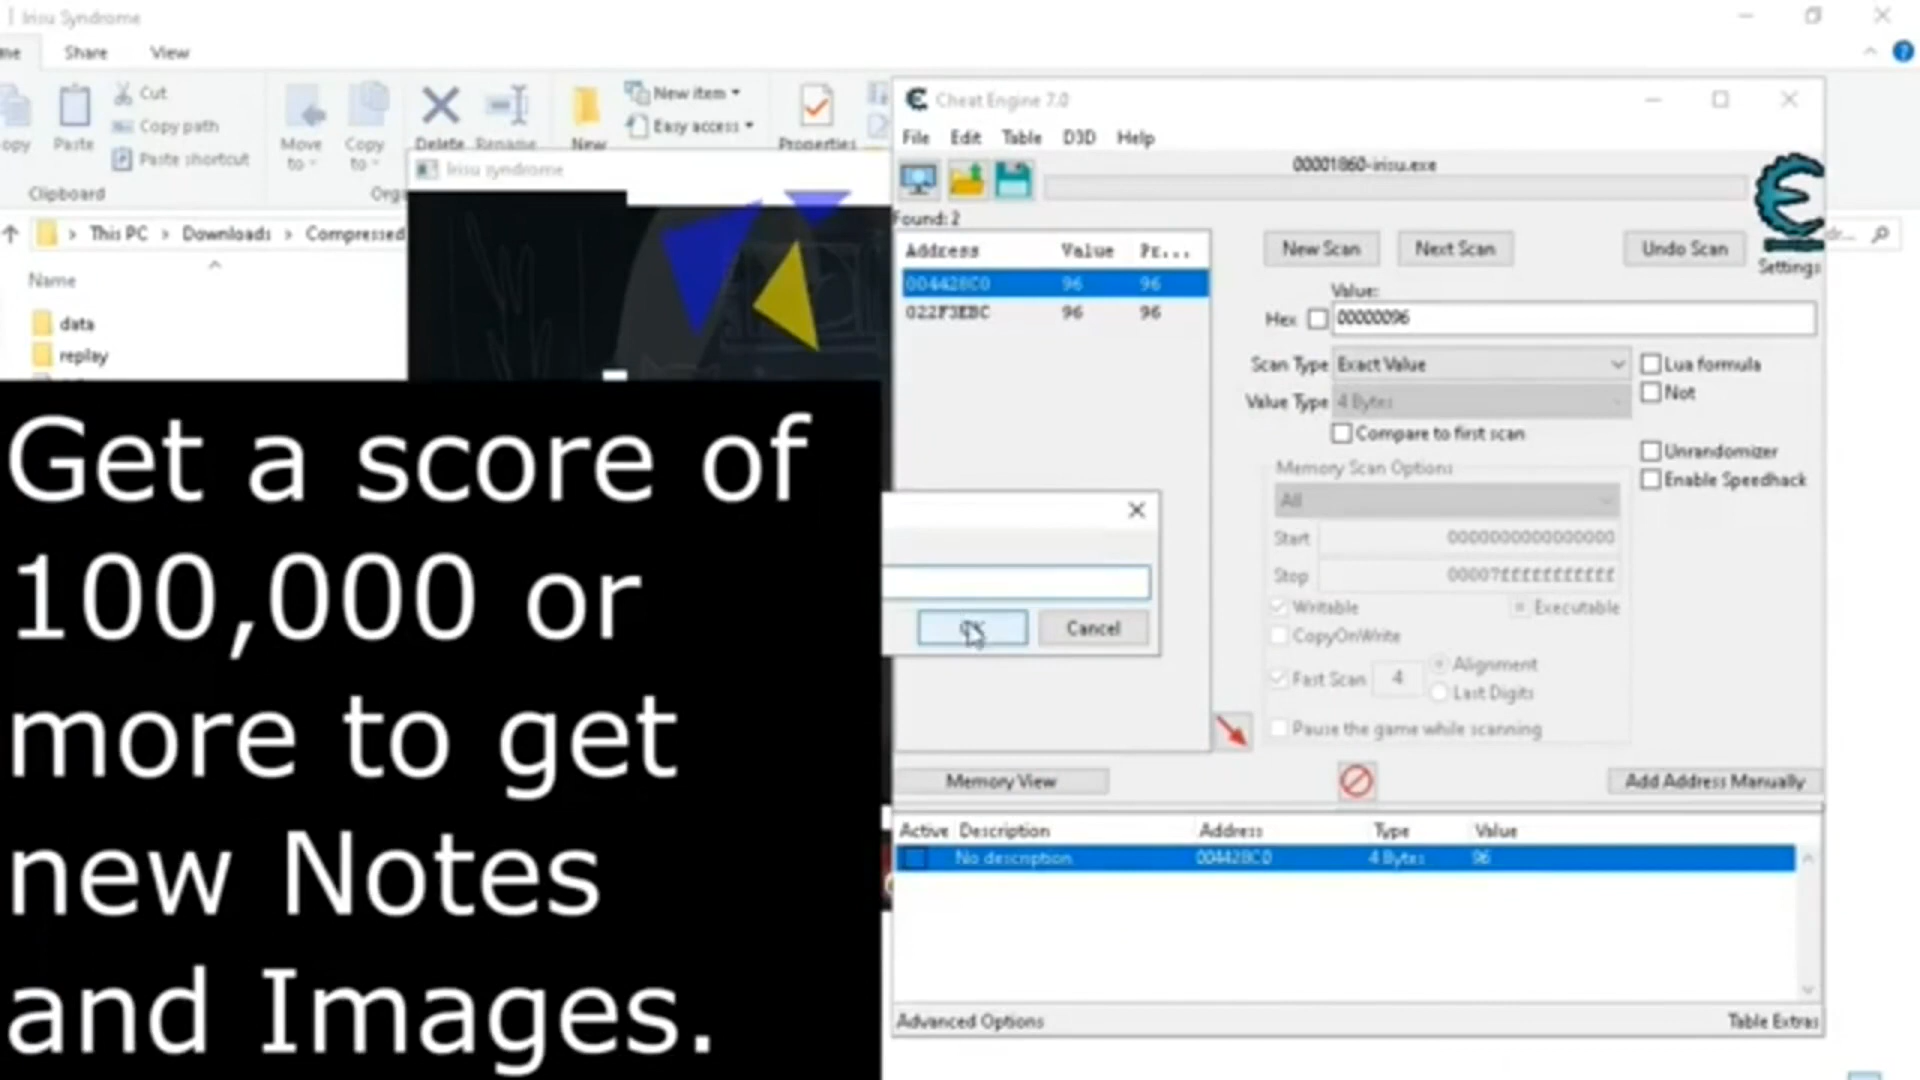 Irisu Syndrome
Share
View
Cut
Copy path
Paste shortcut
Paste
Move to
Copy to
Delete
Rename
New
New item
Easy access
Properties
Clipboard
This PC > Downloads > Compressed
Name
data
replay
Irisu syndrome
Get a score of
100,000 or
more to get
new Notes
and Images.
Cheat Engine 7.0
File Edit Table D3D Help
00001860-irisu.exe
Found: 2
Address Value Pr...
004428C0 96 96
022F3EBC 96 96
New Scan
Next Scan
Undo Scan
Settings
Value:
Hex 00000096
Scan Type Exact Value
Lua formula
Not
Value Type 4 Bytes
Compare to first scan
Unrandomizer
Enable Speedhack
Memory Scan Options
All
Start 0000000000000000
Stop 00007fffffffffff
Writable Executable
CopyOnWrite
Fast Scan 4 Alignment
Last Digits
Pause the game while scanning
Cancel
Memory View
Add Address Manually
Active Description Address Type Value
No description 004428C0 4 Bytes 96
Advanced Options
Table Extras